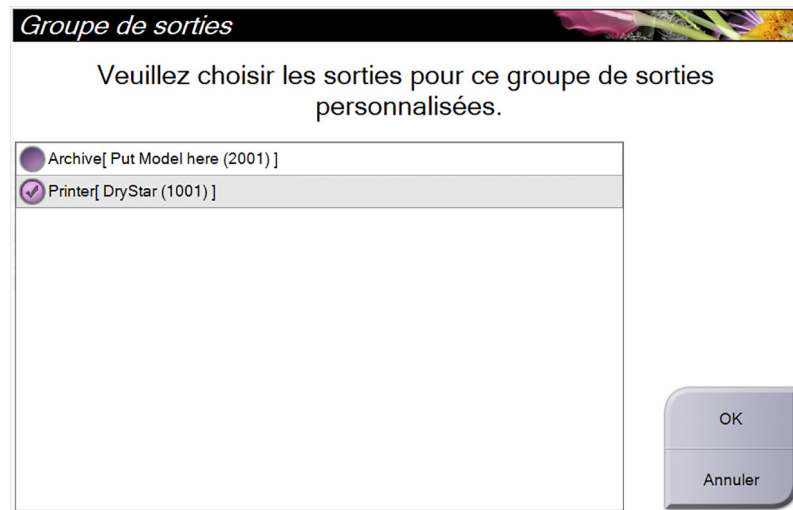 Groupe de sorties
Veuillez choisir les sorties pour ce groupe de sorties
personnalisées.
Archive[ Put Model here (2001) ]
Printer[ DryStar (1001) ]
OK
Annuler